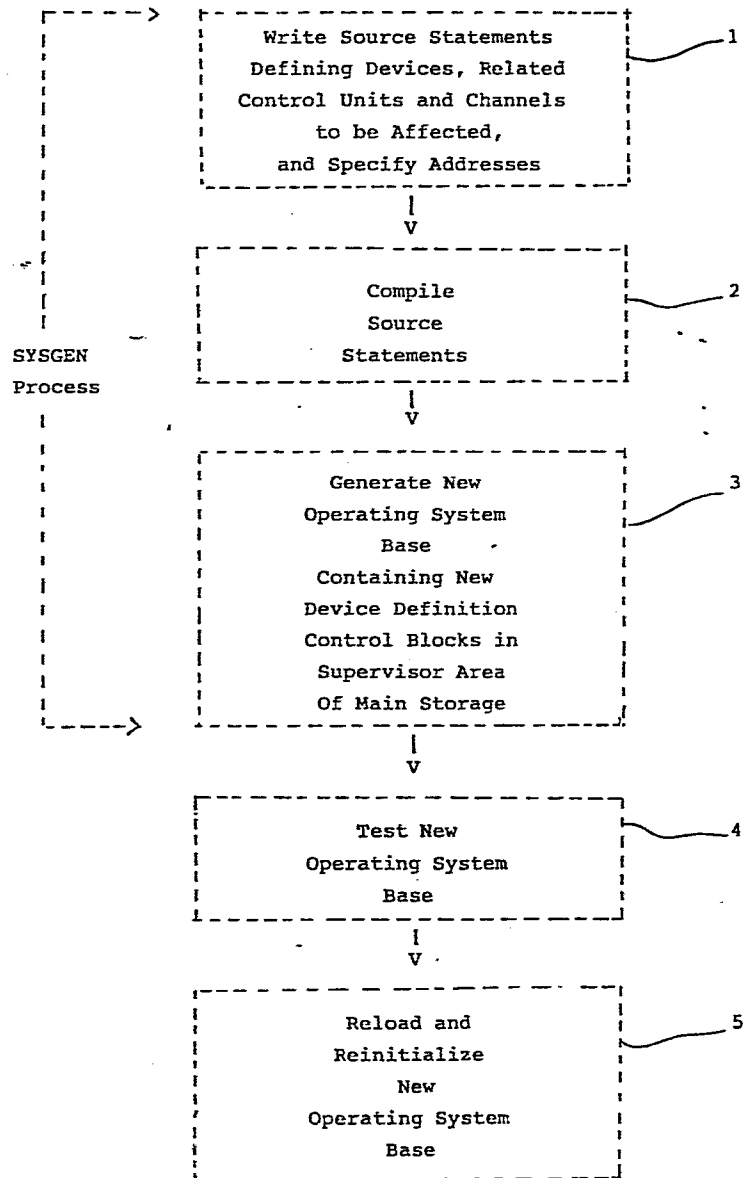 Write Source Statements
Defining Devices, Related
Control Units and Channels
to be Affected,
and Specify Addresses
1
Compile
Source
Statements
2
SYSGEN
Process
Generate New
Operating System
Base
Containing New
Device Definition
Control Blocks in
Supervisor Area
Of Main Storage
3
Test New
Operating System
Base
4
Reload and
Reinitialize
New
Operating System
Base
5